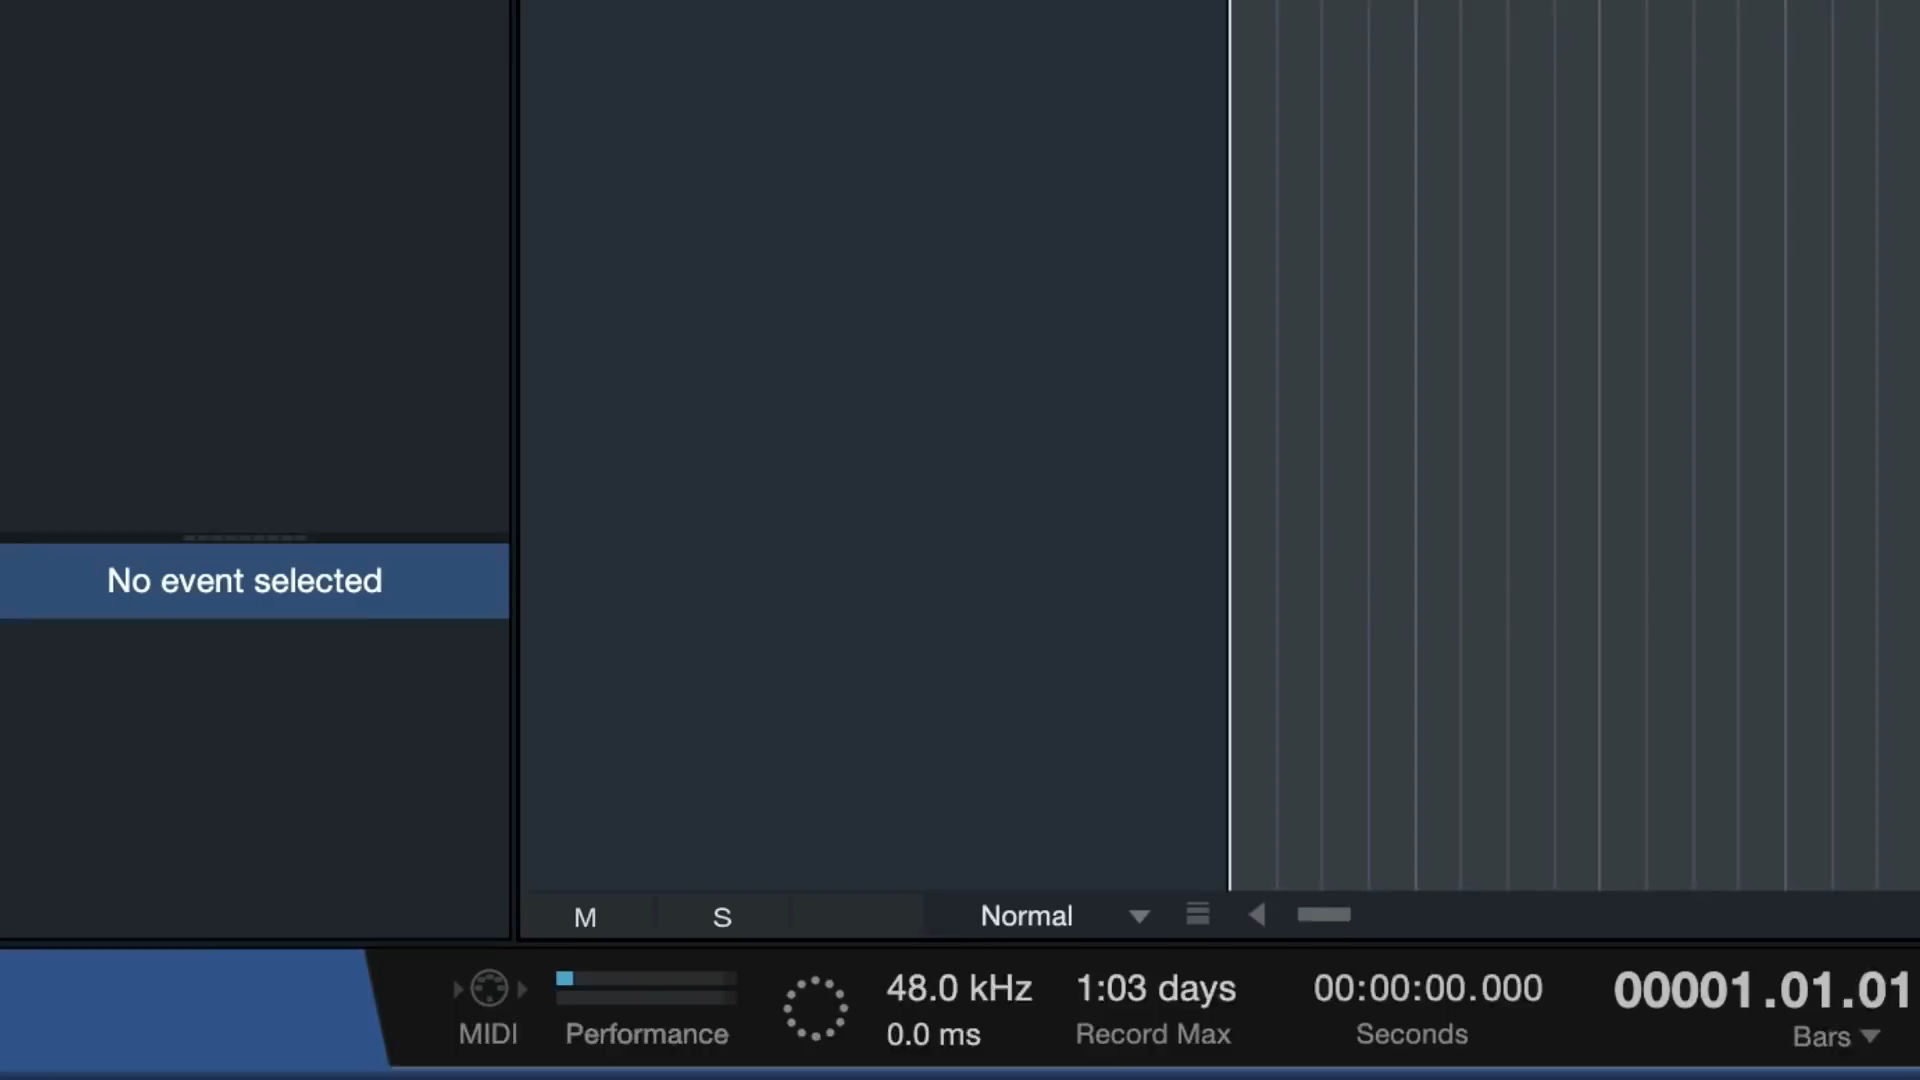 No event selected
M S Normal
48.0 kHz 1:03 days 00:00:00.000 00001.01.01
MIDI Performance 0.0 ms Record Max Seconds Bars